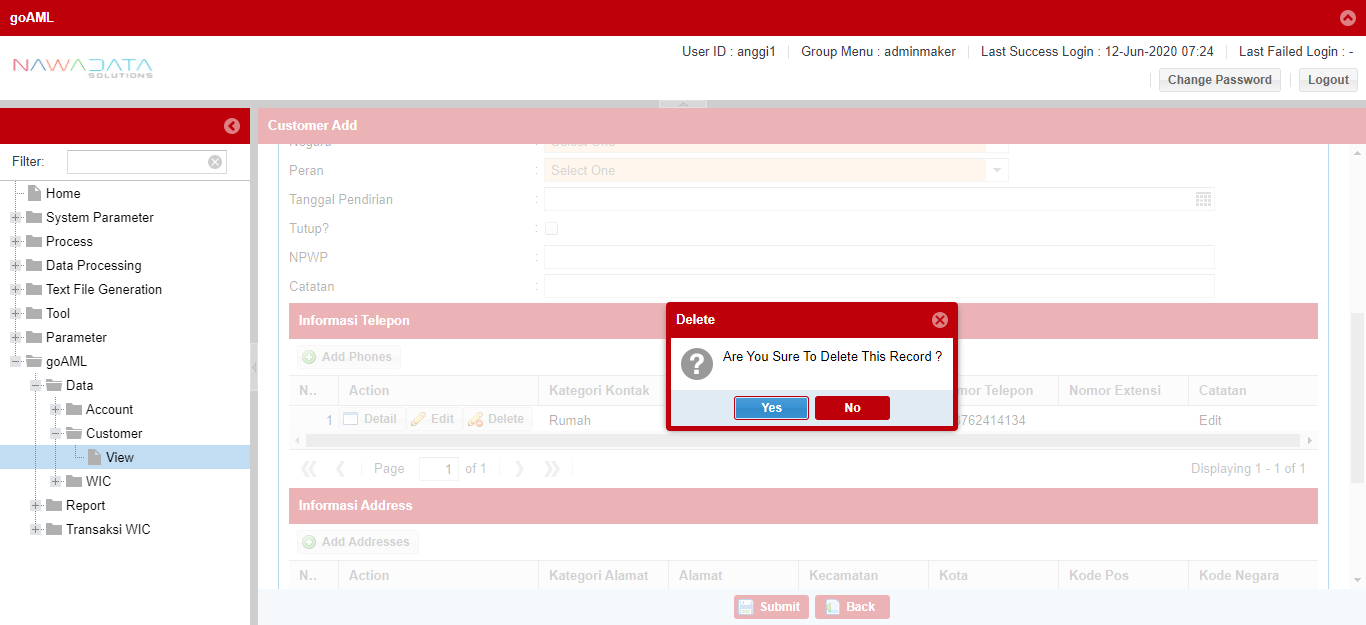 goAML
NAWADATA
SOLUTIONS
User ID : anggi1
Group Menu : adminmaker
Last Success Login : 12-Jun-2020 07:24
Last Failed Login : -
Change Password
Logout
Filter:
Home
System Parameter
Process
Data Processing
Text File Generation
Tool
Parameter
goAML
Data
Account
Customer
View
WIC
Report
Transaksi WIC
Customer Add
Negara : Select One
Peran : Select One
Tanggal Pendirian :
Tutup? :
NPWP :
Catatan :
Informasi Telepon
Add Phones
N.. Action Kategori Kontak Telepon Nomor Extensi Catatan
1 Detail Edit Delete Rumah Edit
Page 1 of 1
Displaying 1 - 1 of 1
Informasi Address
Add Addresses
N.. Action Kategori Alamat Alamat Kecamatan Kota Kode Pos Kode Negara
Submit
Back
Delete
Are You Sure To Delete This Record ?
Yes
No